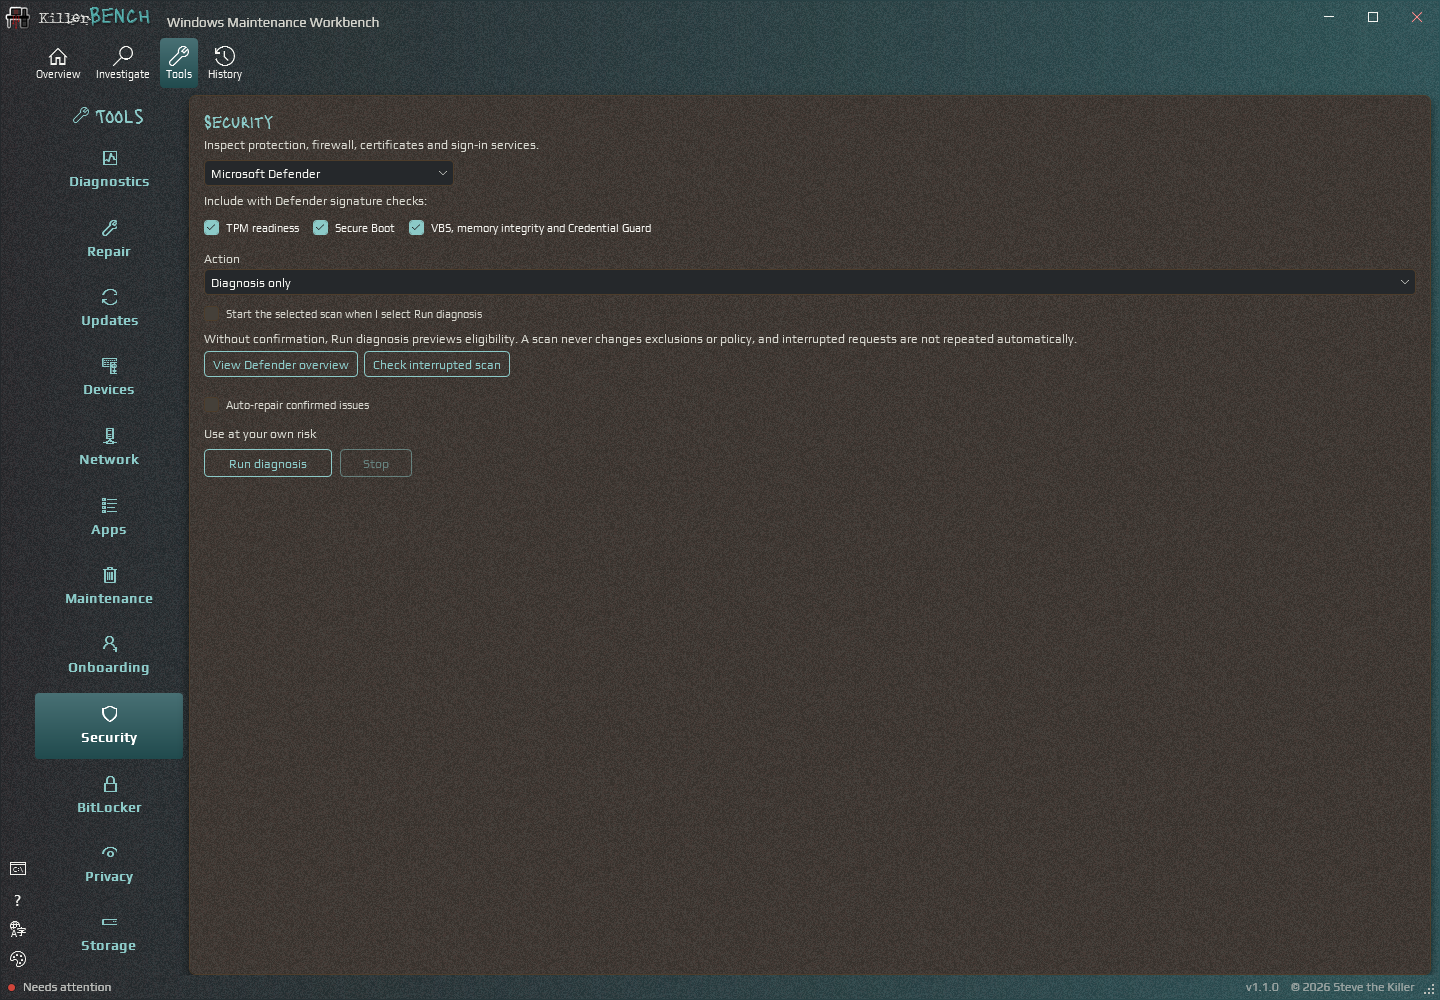 KillerBENCH Windows Maintenance Workbench
Overview Investigate Tools History
TOOLS
Diagnostics
Repair
Updates
Devices
Network
Apps
Maintenance
Onboarding
Security
BitLocker
Privacy
Storage
SECURITY
Inspect protection, firewall, certificates and sign-in services.
Microsoft Defender
Include with Defender signature checks:
TPM readiness Secure Boot VBS, memory integrity and Credential Guard
Action
Diagnosis only
Start the selected scan when I select Run diagnosis
Without confirmation, Run diagnosis previews eligibility. A scan never changes exclusions or policy, and interrupted requests are not repeated automatically.
View Defender overview Check interrupted scan
Auto-repair confirmed issues
Use at your own risk
Run diagnosis Stop
C:\
?
A字
Needs attention v1.1.0 © 2026 Steve the Killer